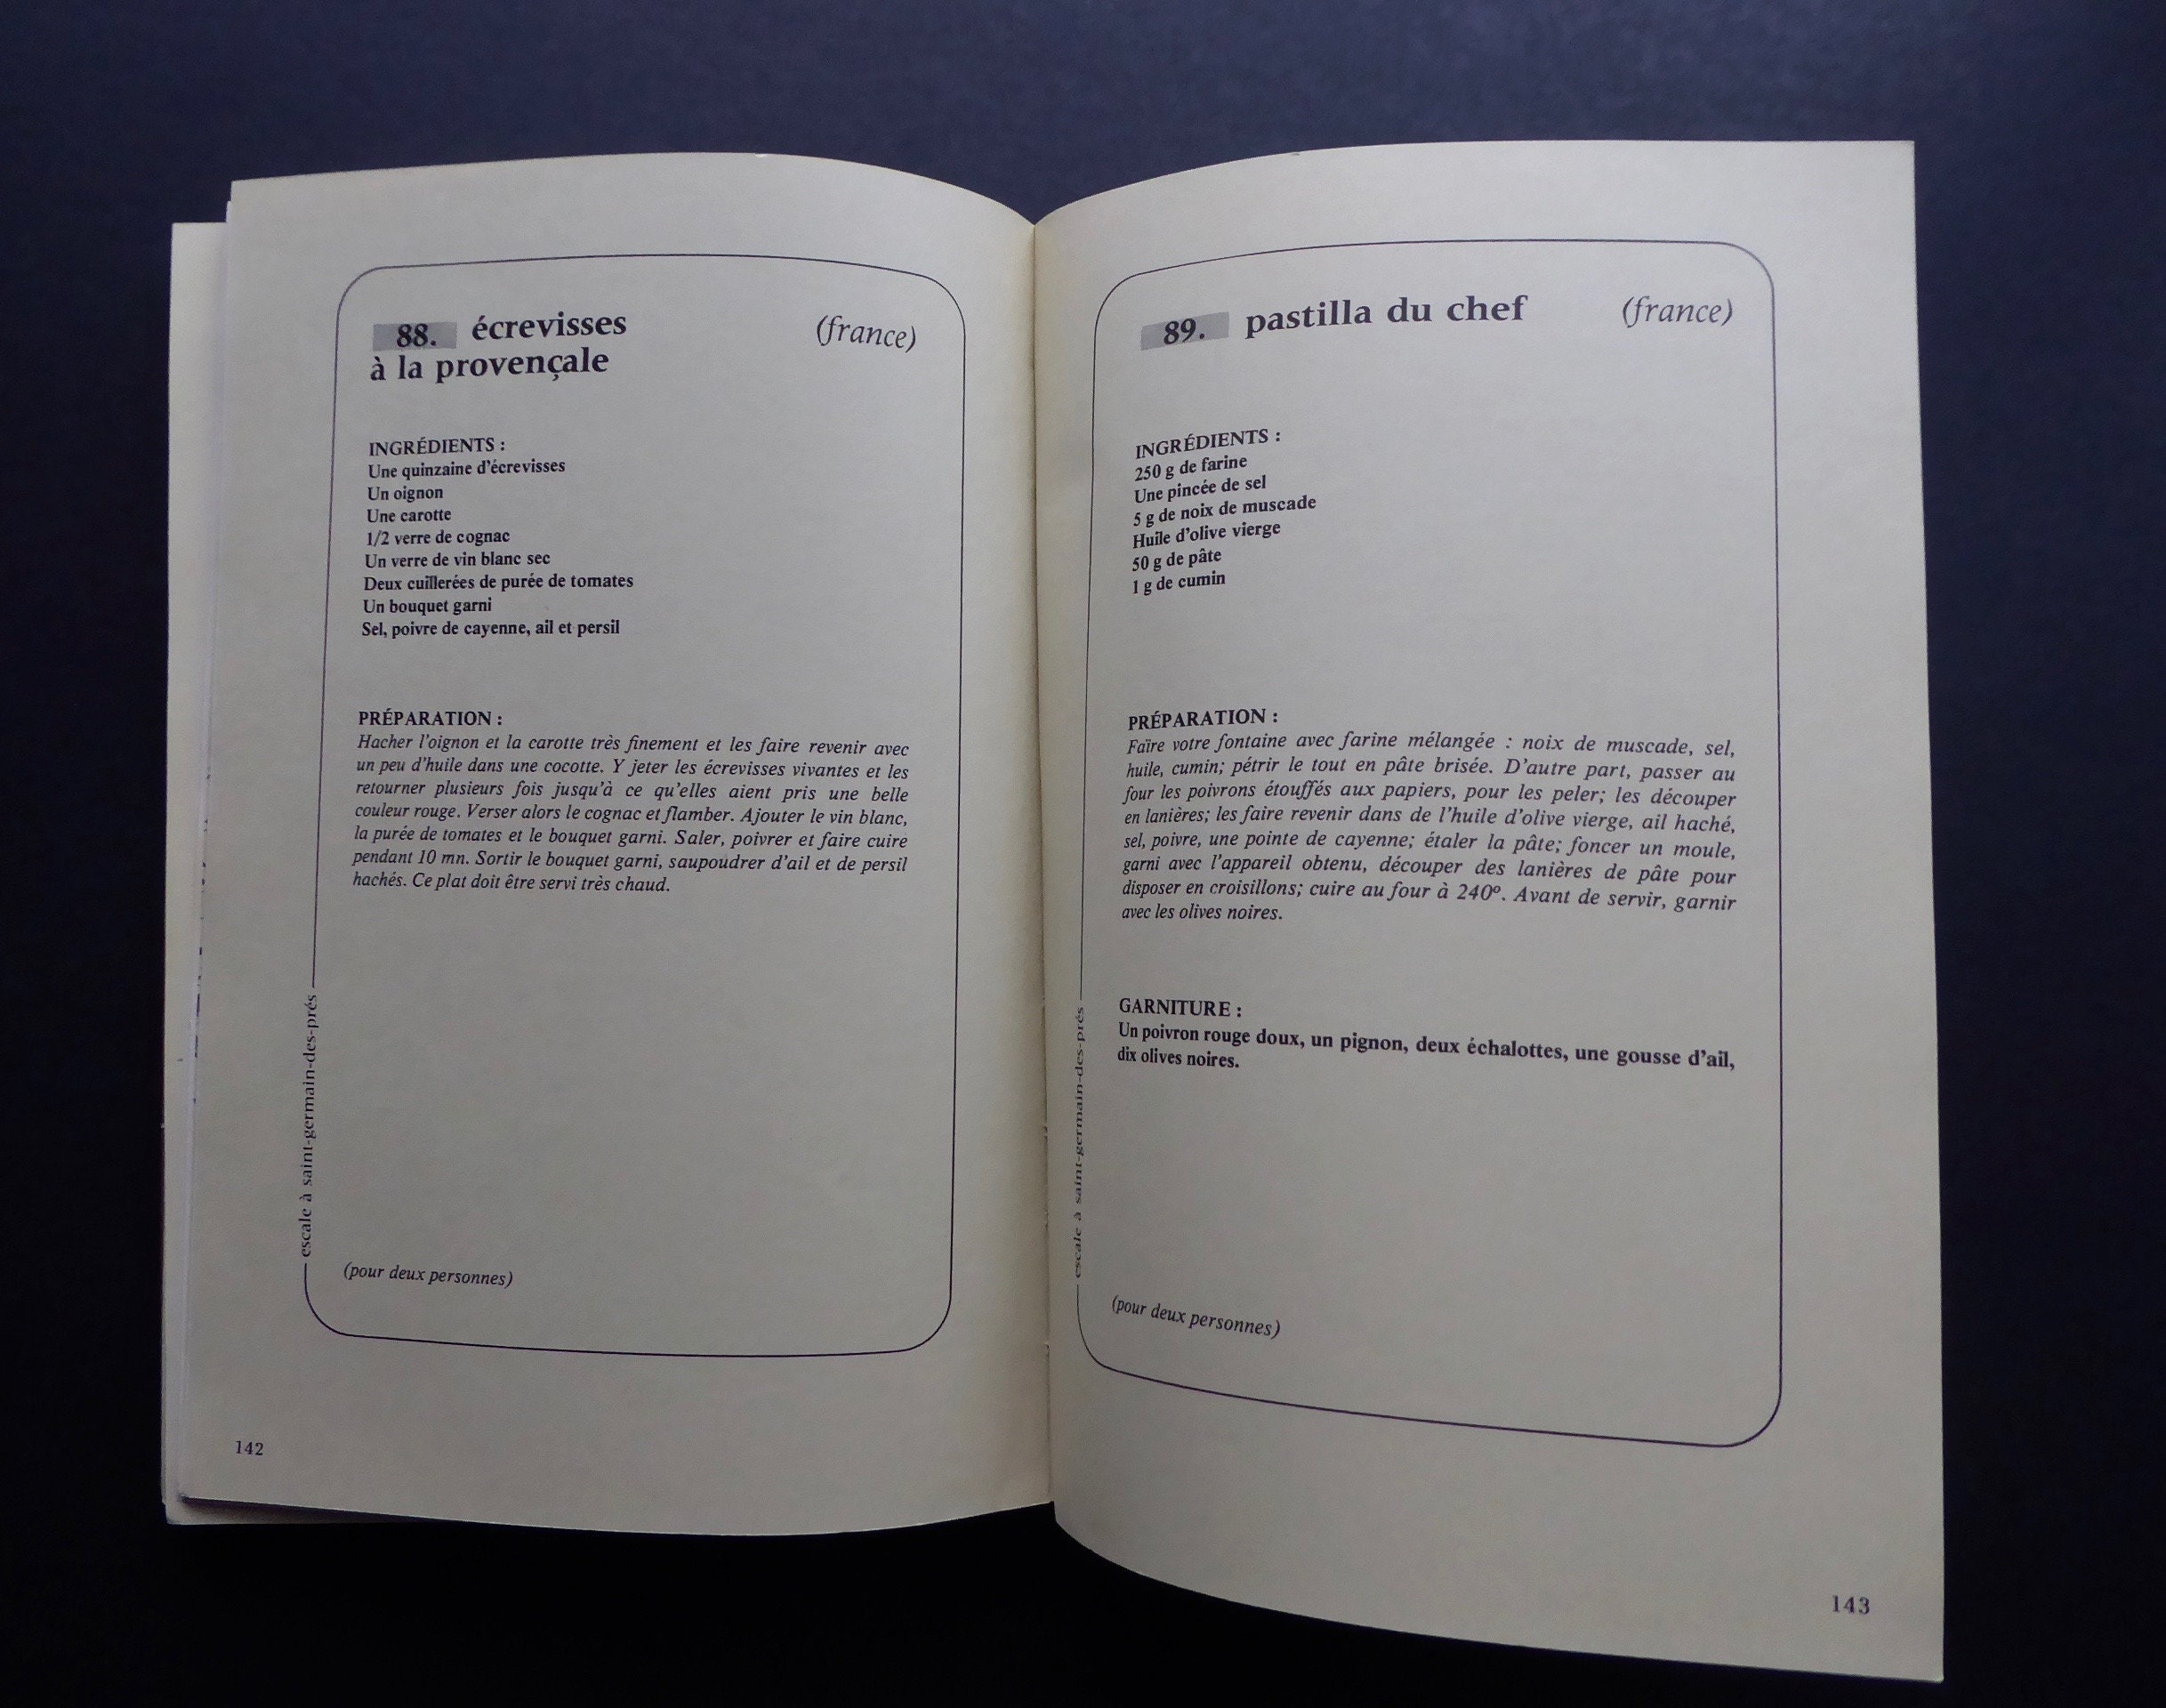 88. écrevisses
à la provençale
(france)
INGRÉDIENTS :
Une quinzaine d'écrevisses
Un oignon
Une carotte
1/2 verre de cognac
Un verre de vin blanc sec
Deux cuillerées de purée de tomates
Un bouquet garni
Sel, poivre de cayenne, ail et persil
PRÉPARATION :
Hacher l'oignon et la carotte très finement et les faire revenir avec
un peu d'huile dans une cocotte. Y jeter les écrevisses vivantes et les
retourner plusieurs fois jusqu'à ce qu'elles aient pris une belle
couleur rouge. Verser alors le cognac et flamber. Ajouter le vin blanc,
la purée de tomates et le bouquet garni. Saler, poivrer et faire cuire
pendant 10 mn. Sortir le bouquet garni, saupoudrer d'ail et de persil
hachés. Ce plat doit être servi très chaud.
escale à saint-germain-des-prés
(pour deux personnes)
142
89. pastilla du chef (france)
INGRÉDIENTS :
250 g de farine
Une pincée de sel
5 g de noix de muscade
Huile d'olive vierge
50 g de pâte
1 g de cumin
PRÉPARATION :
Faire votre fontaine avec farine mélangée : noix de muscade, sel,
huile, cumin; pétrir le tout en pâte brisée. D'autre part, passer au
four les poivrons étouffés aux papiers, pour les peler; les découper
en lanières; les faire revenir dans de l'huile d'olive vierge, ail haché,
sel, poivre, une pointe de cayenne; étaler la pâte; foncer un moule,
garni avec l'appareil obtenu, découper des lanières de pâte pour
disposer en croisillons; cuire au four à 240º. Avant de servir, garnir
avec les olives noires.
GARNITURE :
Un poivron rouge doux, un pignon, deux échalottes, une gousse d'ail,
dix olives noires.
escale à saint-germain-des-prés
(pour deux personnes)
143